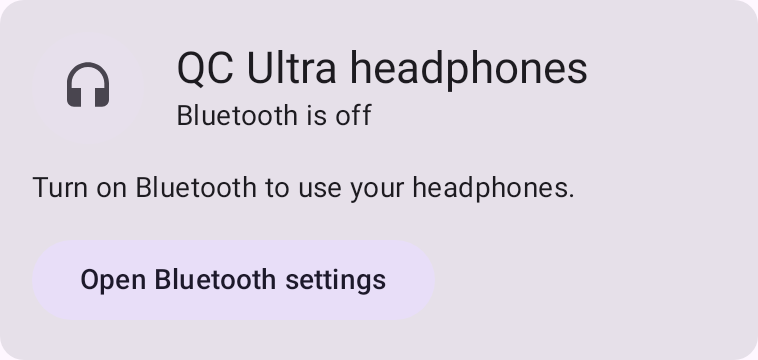 QC Ultra headphones
Bluetooth is off
Turn on Bluetooth to use your headphones.
Open Bluetooth settings